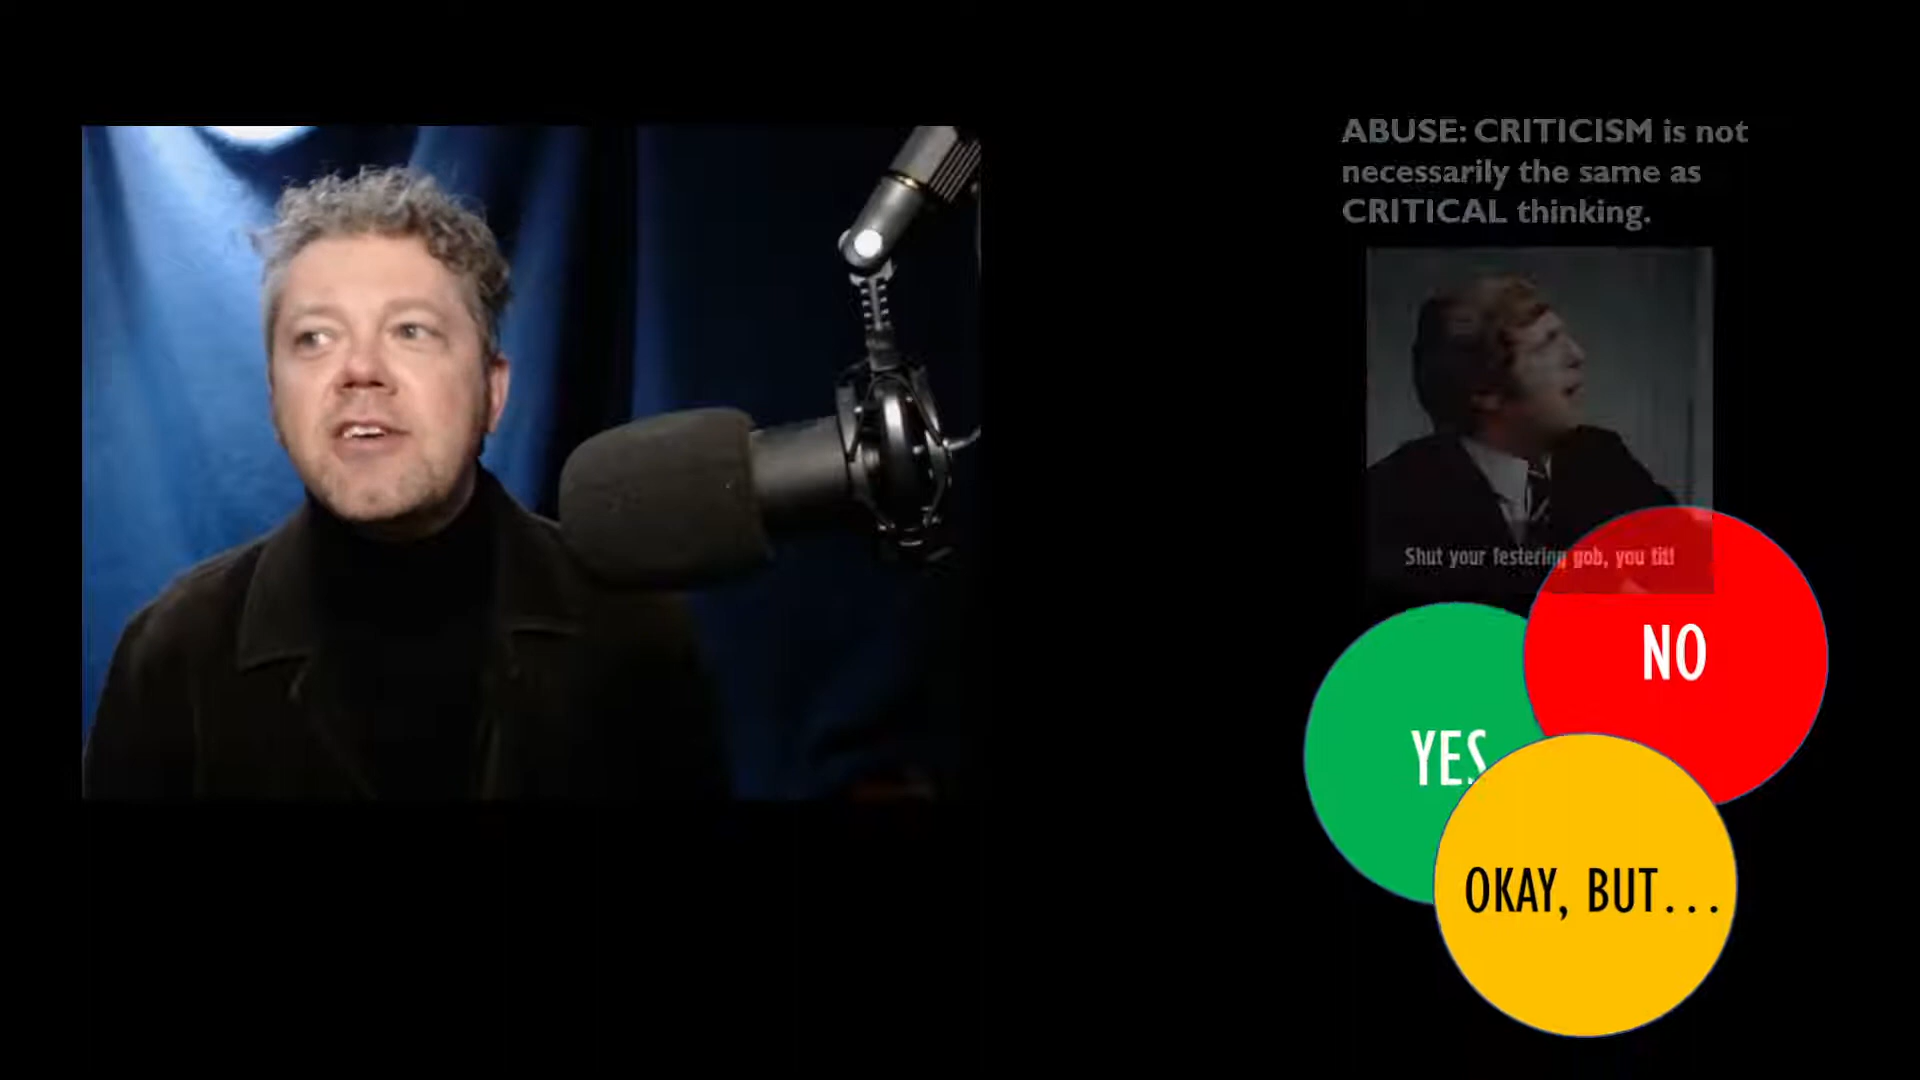 ABUSE: CRITICISM is not
necessarily the same as
CRITICAL thinking.
Shut your festering gob, you tit!
NO
YES
OKAY, BUT...